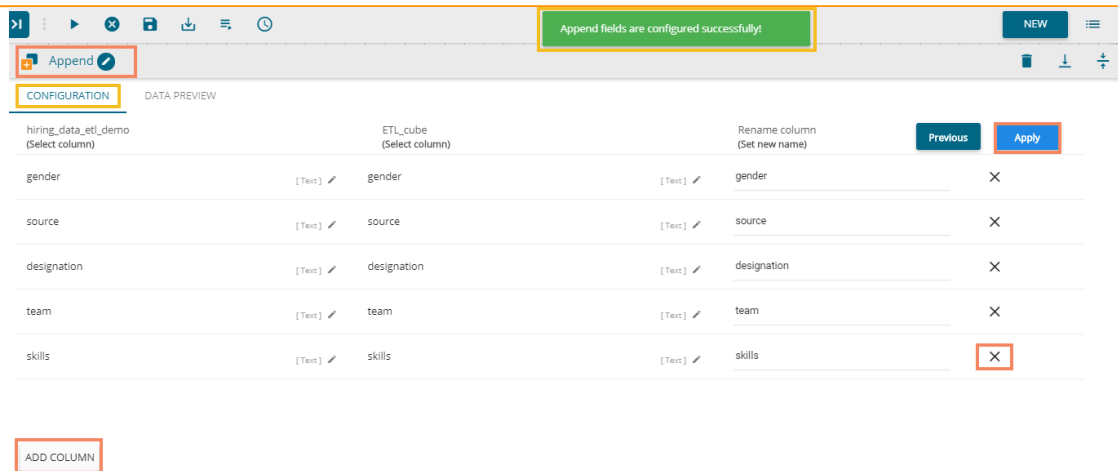 Append fields are configured successfully!
NEW
Append
CONFIGURATION DATA PREVIEW
hiring_data_etl_demo ETL_cube Rename column
(Select column) (Select column) (Set new name)
Previous Apply
gender [Text] gender [Text] gender
source [Text] source [Text] source
designation [Text] designation [Text] designation
team [Text] team [Text] team
skills [Text] skills [Text] skills
ADD COLUMN